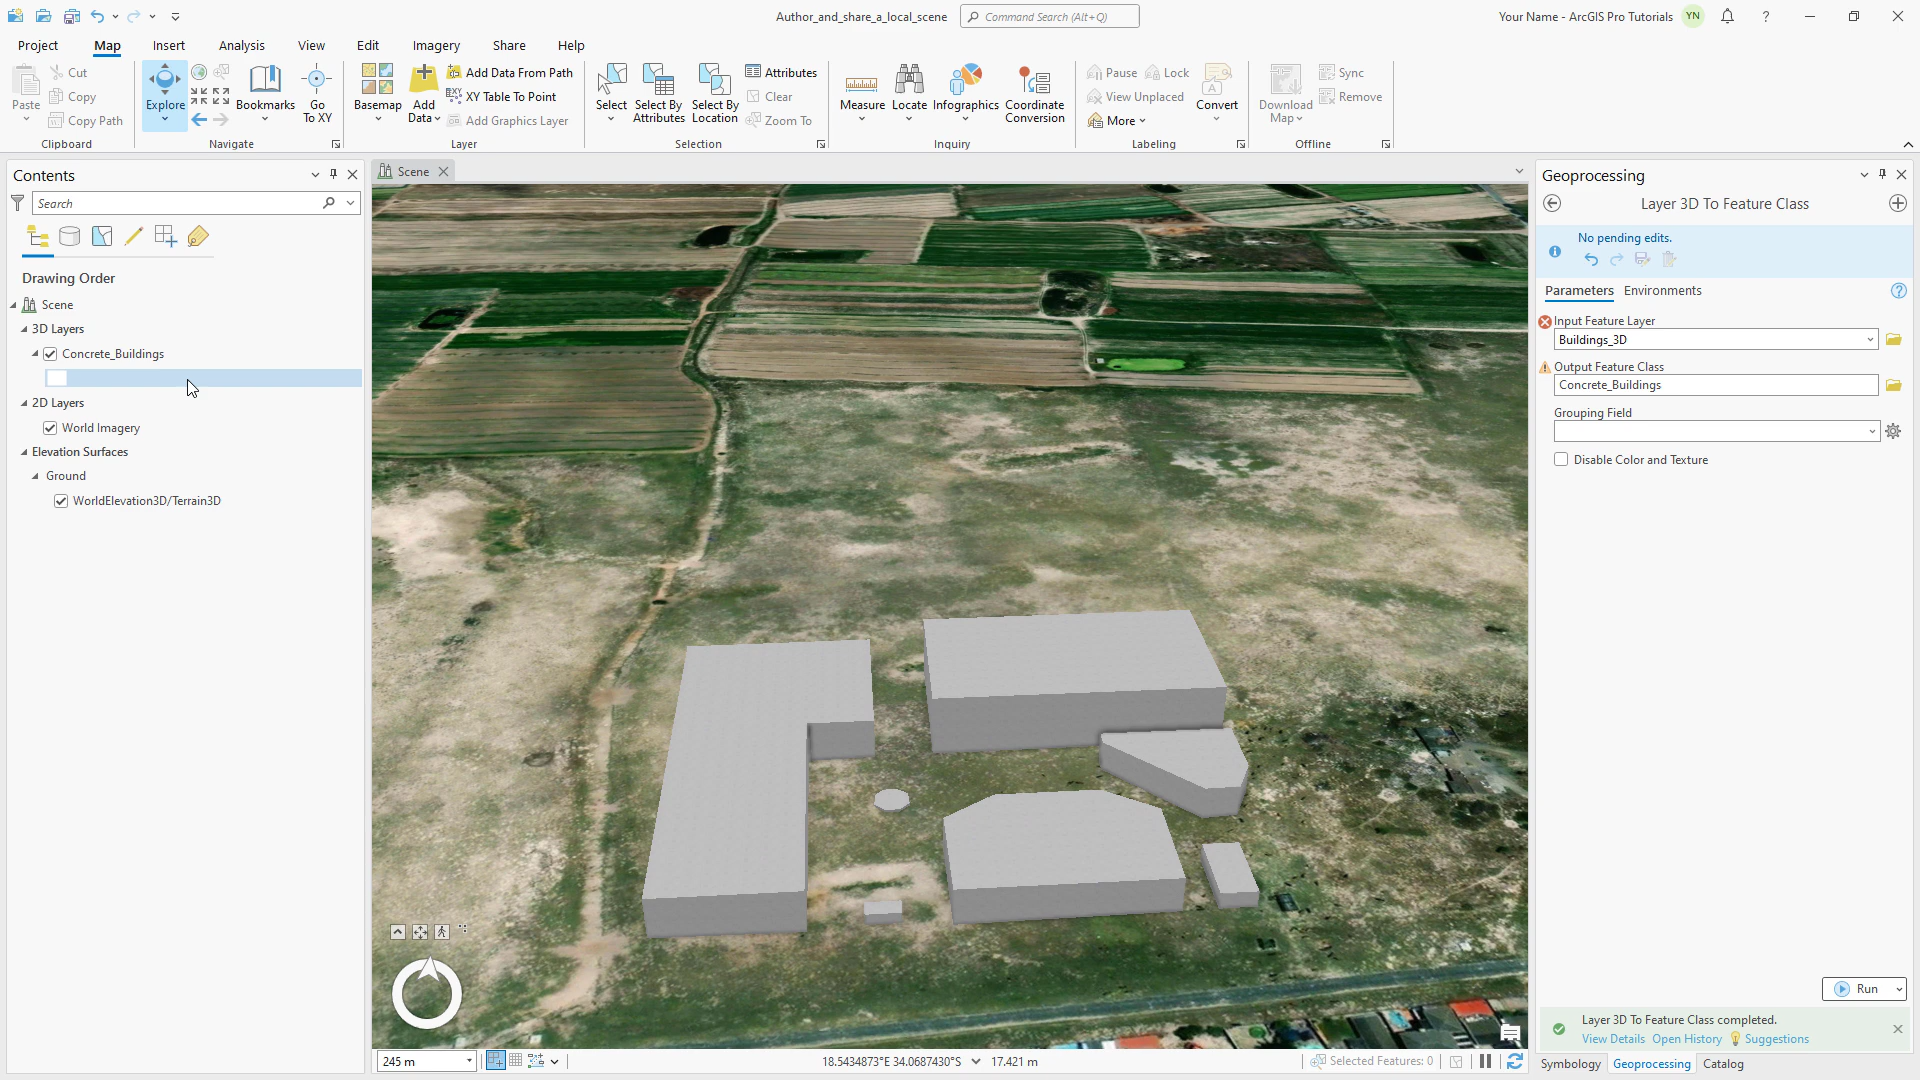 Author_and_share_a_local_scene
Command Search (Alt+Q)
Your Name - ArcGIS Pro Tutorials
YN
?
Project
Map
Insert
Analysis
View
Edit
Imagery
Share
Help
Paste
Cut
Copy
Copy Path
Clipboard
Explore
Bookmarks
Go
To XY
Navigate
Basemap
Add
Data
Add Data From Path
XY Table To Point
Add Graphics Layer
Layer
Select
Select By
Attributes
Select By
Location
Attributes
Clear
Zoom To
Selection
Measure
Locate
Infographics
Coordinate
Conversion
Inquiry
Pause
Lock
View Unplaced
More
Convert
Labeling
Download
Map
Sync
Remove
Offline
Contents
Search
Drawing Order
Scene
3D Layers
Concrete_Buildings
2D Layers
World Imagery
Elevation Surfaces
Ground
WorldElevation3D/Terrain3D
Scene
245 m
18.5434873°E 34.0687430°S
17.421 m
Selected Features: 0
Geoprocessing
Layer 3D To Feature Class
No pending edits.
Parameters
Environments
?
Input Feature Layer
Buildings_3D
Output Feature Class
Concrete_Buildings
Grouping Field
Disable Color and Texture
Run
Layer 3D To Feature Class completed.
View Details
Open History
Suggestions
Symbology
Geoprocessing
Catalog